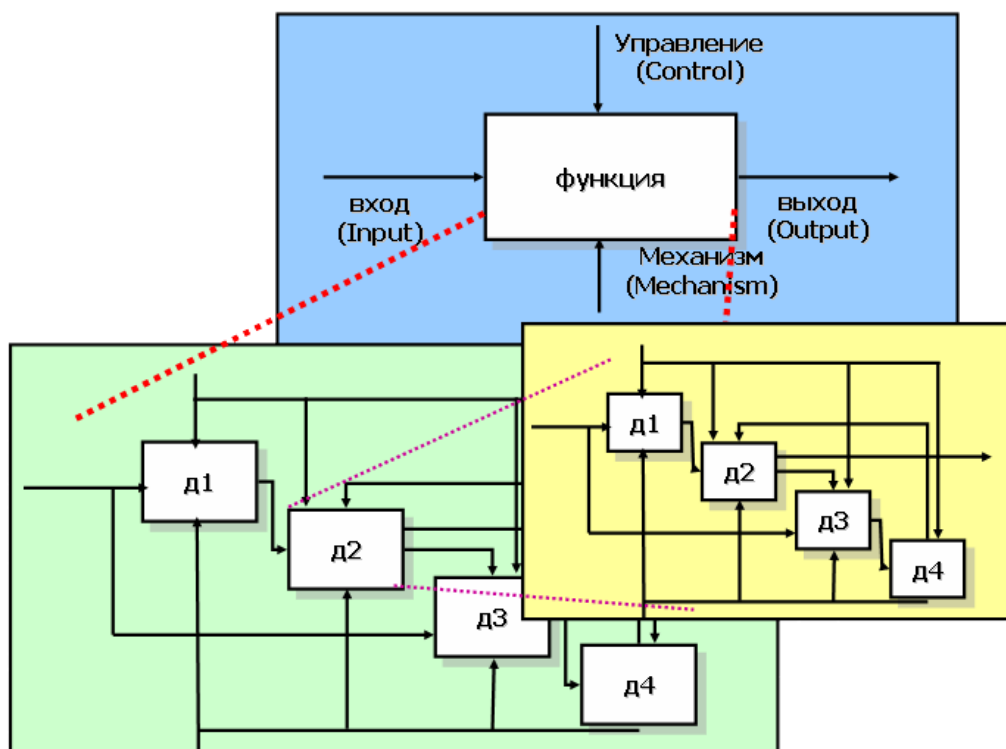 Управление
(Control)
функция
вход
(Input)
выход
(Output)
Механизм
(Mechanism)
д1
д2
д3
д4
д1
д2
д3
д4